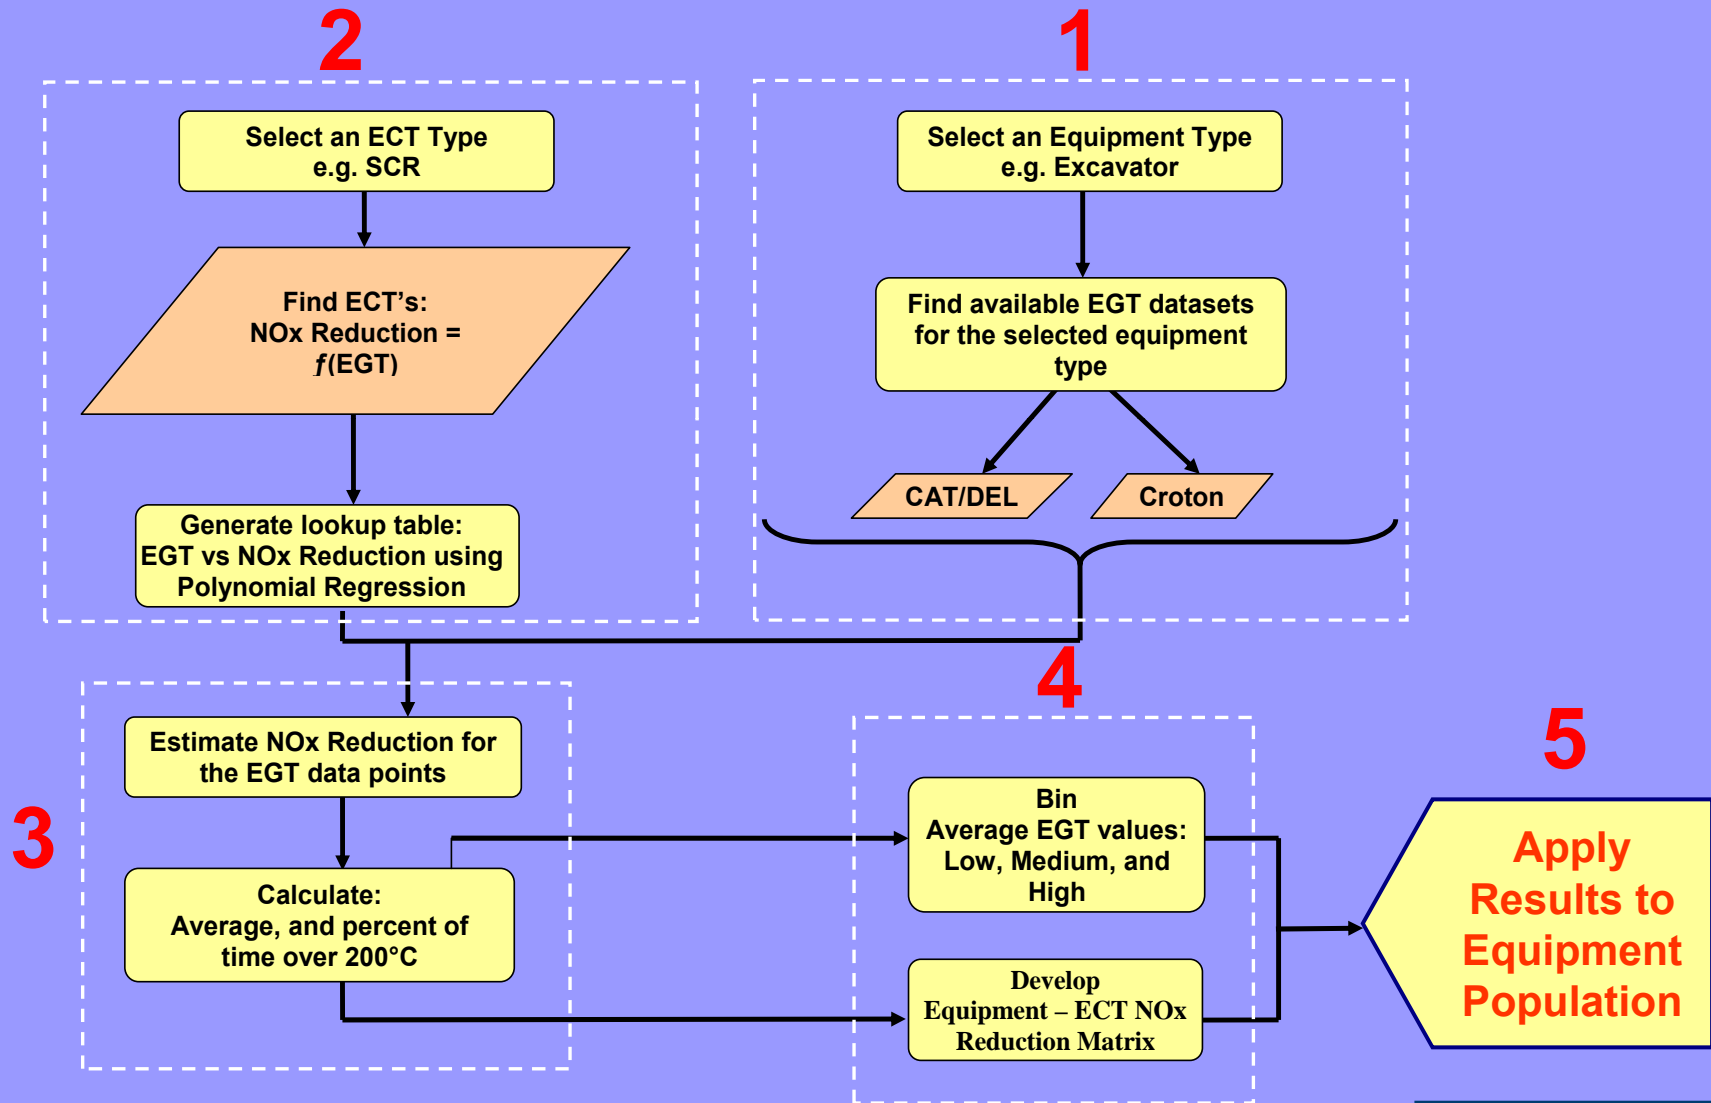 2
1
Select an ECT Type
e.g. SCR
Select an Equipment Type
e.g. Excavator
Find ECT’s:
NOx Reduction =
ƒ(EGT)
Find available EGT datasets
for the selected equipment
type
CAT/DEL
Croton
Generate lookup table:
EGT vs NOx Reduction using
Polynomial Regression
3
Estimate NOx Reduction for
the EGT data points
Calculate:
Average, and percent of
time over 200°C
4
Bin
Average EGT values:
Low, Medium, and
High
Develop
Equipment – ECT NOx
Reduction Matrix
5
Apply
Results to
Equipment
Population